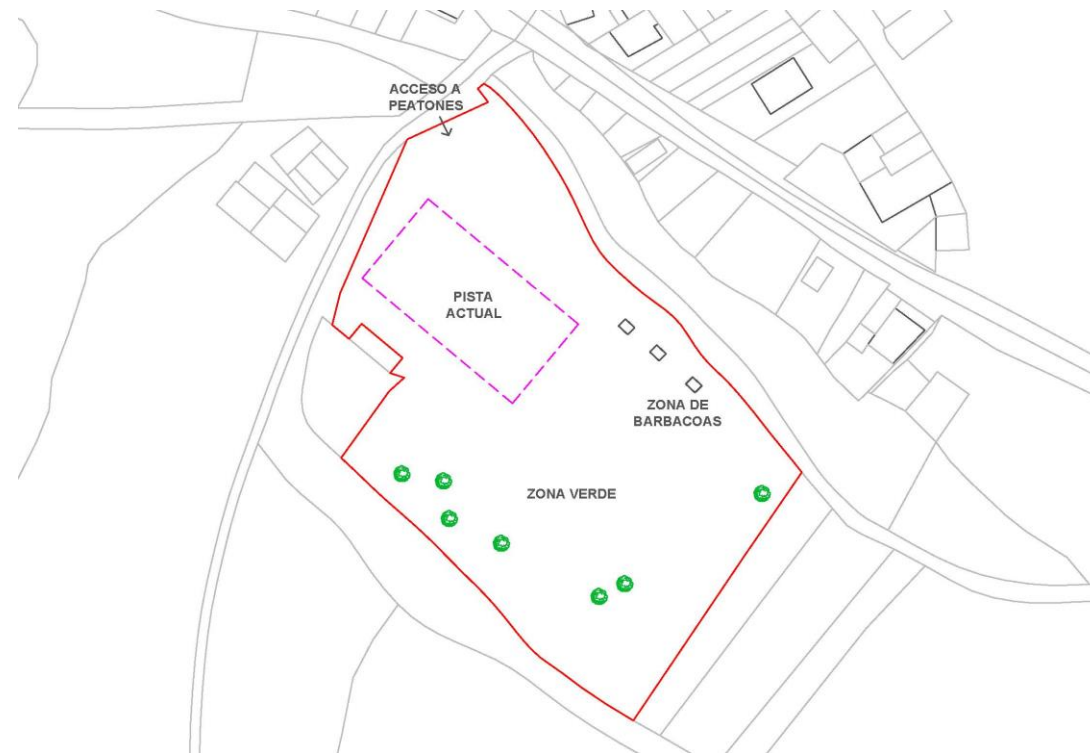 ACCESO A
PEATONES
PISTA
ACTUAL
ZONA DE
BARBACOAS
ZONA VERDE